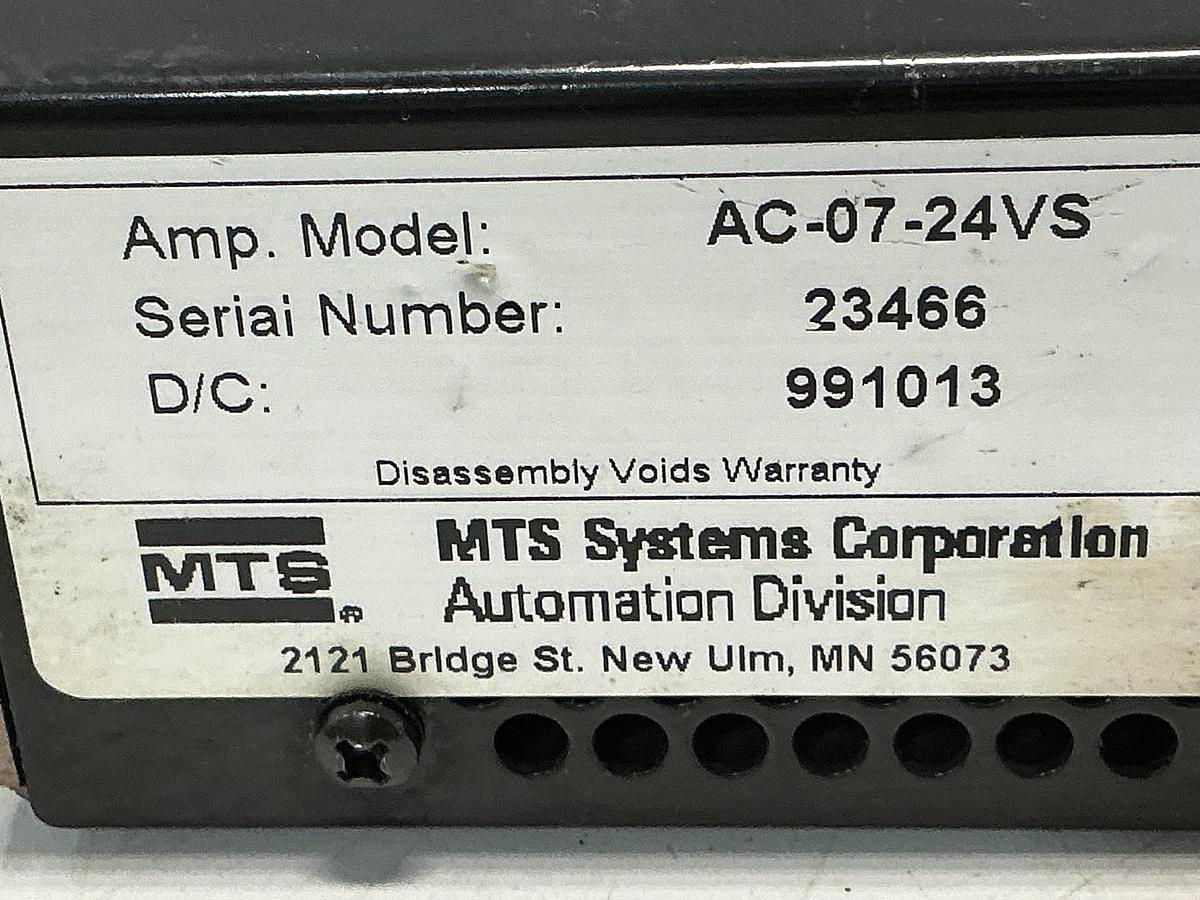 Amp. Model: AC-07-24VS
Serial Number: 23466
D/C: 991013
Disassembly Voids Warranty
MTS ® MTS Systems Corporation
Automation Division
2121 Bridge St. New Ulm, MN 56073